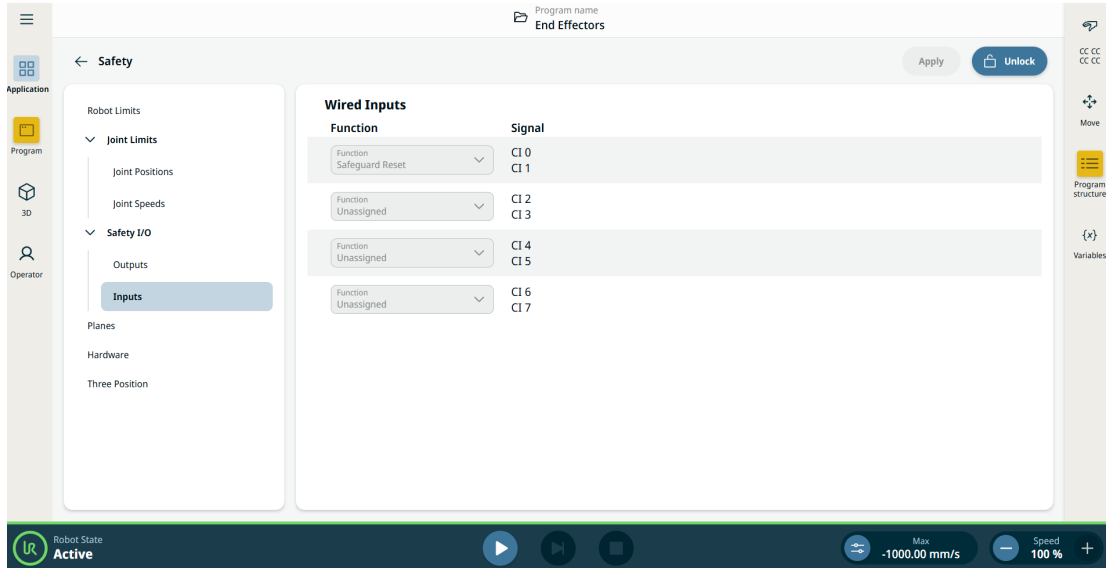 Program name
End Effectors
Safety
Apply
Unlock
Application
Program
3D
Operator
Robot Limits
Joint Limits
Joint Positions
Joint Speeds
Safety I/O
Outputs
Inputs
Planes
Hardware
Three Position
Wired Inputs
Function Signal
Function
Safeguard Reset
CI 0
CI 1
Function
Unassigned
CI 2
CI 3
Function
Unassigned
CI 4
CI 5
Function
Unassigned
CI 6
CI 7
CC CC
CC CC
Move
Program
structure
{x}
Variables
UR
Robot State
Active
Max
-1000.00 mm/s
Speed
100 %